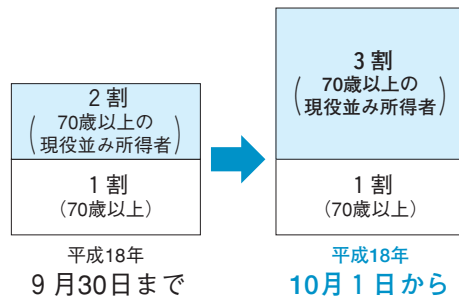 2割
(70歳以上の
現役並み所得者)
1割
(70歳以上)
平成18年
9月30日まで
3割
(70歳以上の
現役並み所得者)
1割
(70歳以上)
平成18年
10月1日から